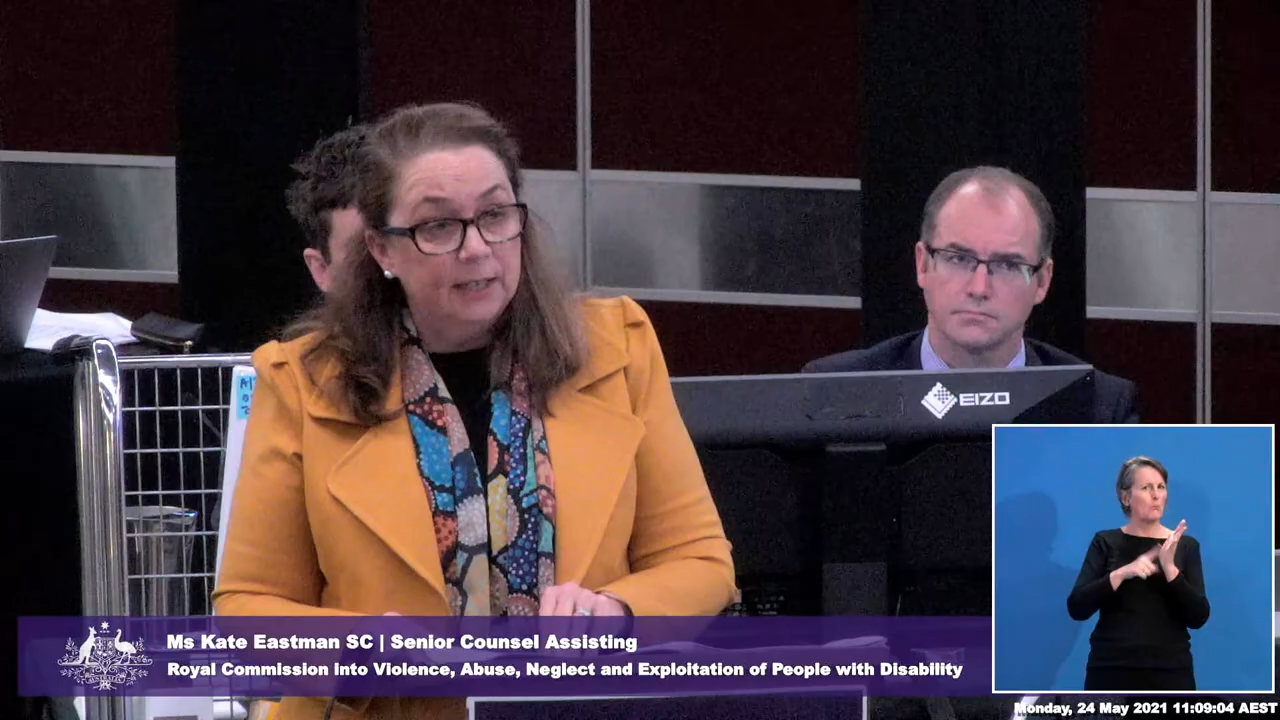 EIZO
Ms Kate Eastman SC | Senior Counsel Assisting
Royal Commission into Violence, Abuse, Neglect and Exploitation of People with Disability
Monday, 24 May 2021 11:09:04 AEST